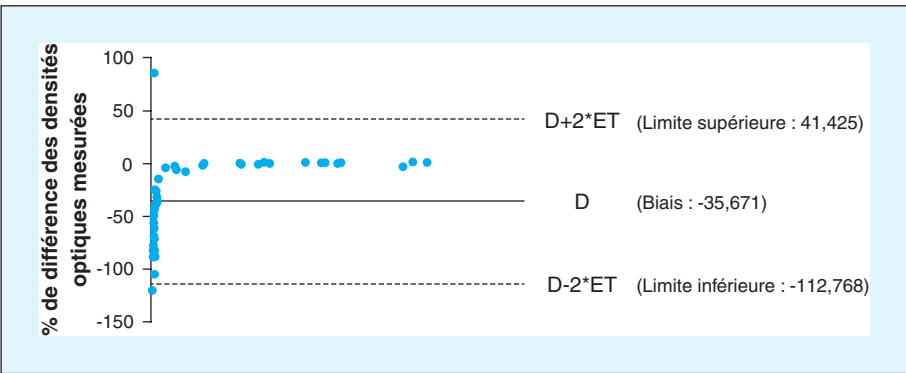 % de différence des densités
optiques mesurées
100
50
0
-50
-100
-150
D+2*ET (Limite supérieure : 41,425)
D (Biais : -35,671)
D-2*ET (Limite inférieure : -112,768)